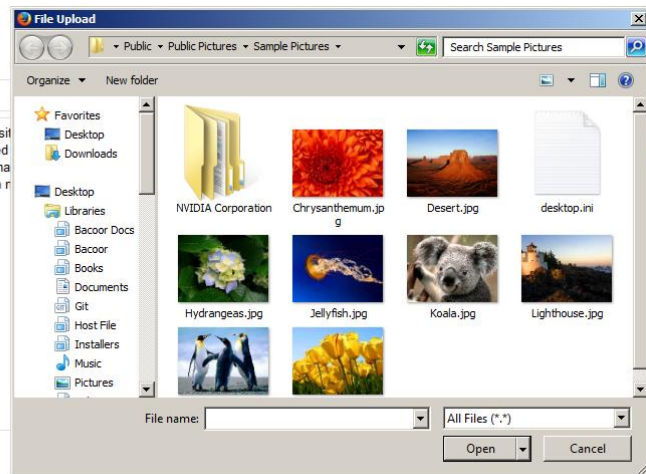 File Upload
Public Public Pictures Sample Pictures
Search Sample Pictures
Organize New folder
Favorites
Desktop
Downloads
Desktop
Libraries
Bacoor Docs
Bacoor
Books
Documents
Git
Host File
Installers
Music
Pictures
NVIDIA Corporation
Chrysanthemum.jp
g
Desert.jpg
desktop.ini
Hydrangeas.jpg
Jellyfish.jpg
Koala.jpg
Lighthouse.jpg
File name:
All Files (*.*)
Open
Cancel